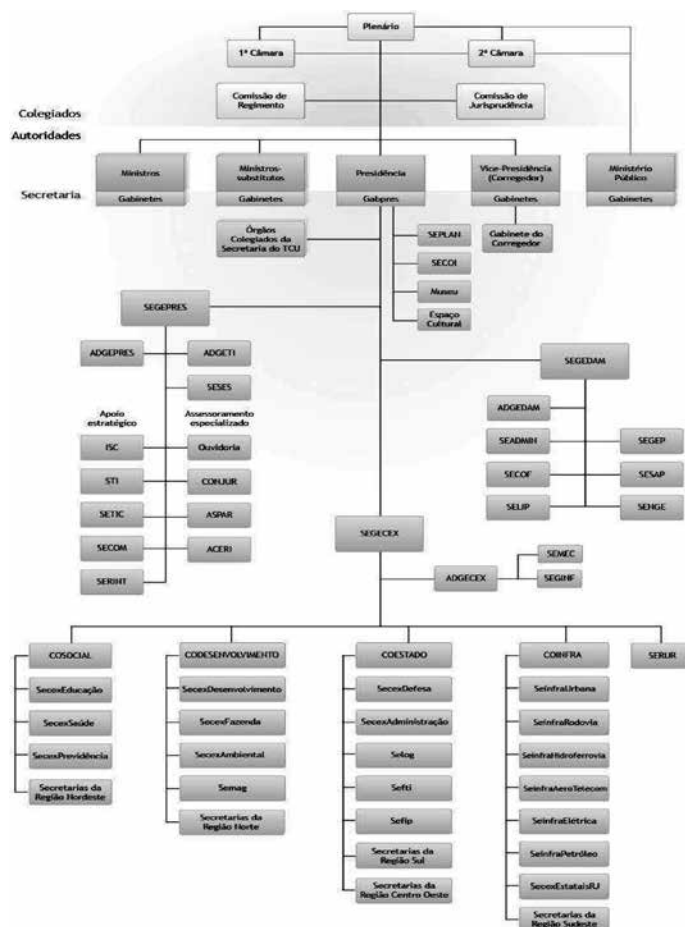 Plenário
1ª Câmara
2ª Câmara
Comissão de
Regimento
Comissão de
Jurisprudência
Colegiados
Autoridades
Ministros
Ministros-
substitutos
Presidência
Vice-Presidência
(Corregedor)
Ministério
Público
Secretaria
Gabinetes
Gabinetes
Gabpres
Gabinetes
Gabinetes
Órgãos
Colegiados da
Secretaria do TCU
SEPLAN
Gabinete do
Corregedor
SECOI
Museu
Espaço
Cultural
SEGEPRES
ADGEPRES
ADGETI
SESES
SEGEDAM
ADGEDAM
Apoio
estratégico
Assessoramento
especializado
ISC
Ouvidoria
SEADMIN
SEGEP
STI
CONJUR
SECOF
SESAP
SETIC
ASPAR
SELIP
SENGE
SECOM
ACERI
SERINT
SEGECEX
ADGECEX
SEMEC
SEGINF
COSOCIAL
CODESENVOLVIMENTO
COESTADO
COINFRA
SERUR
SecexEducação
SecexSaúde
SecexPrevidência
Secretarias da
Região Nordeste
SecexDesenvolvimento
SecexFazenda
SecexAmbiental
Semag
Secretarias da
Região Norte
SecexDefesa
SecexAdministração
Selog
Sefti
Sefip
Secretarias da
Região Sul
Secretarias da
Região Centro Oeste
SeinfraUrbana
SeinfraRodovia
SeinfraHidroferrovia
SeinfraAeroTelecom
SeinfraElétrica
SeinfraPetróleo
SecexEstataisRJ
Secretarias da
Região Sudeste